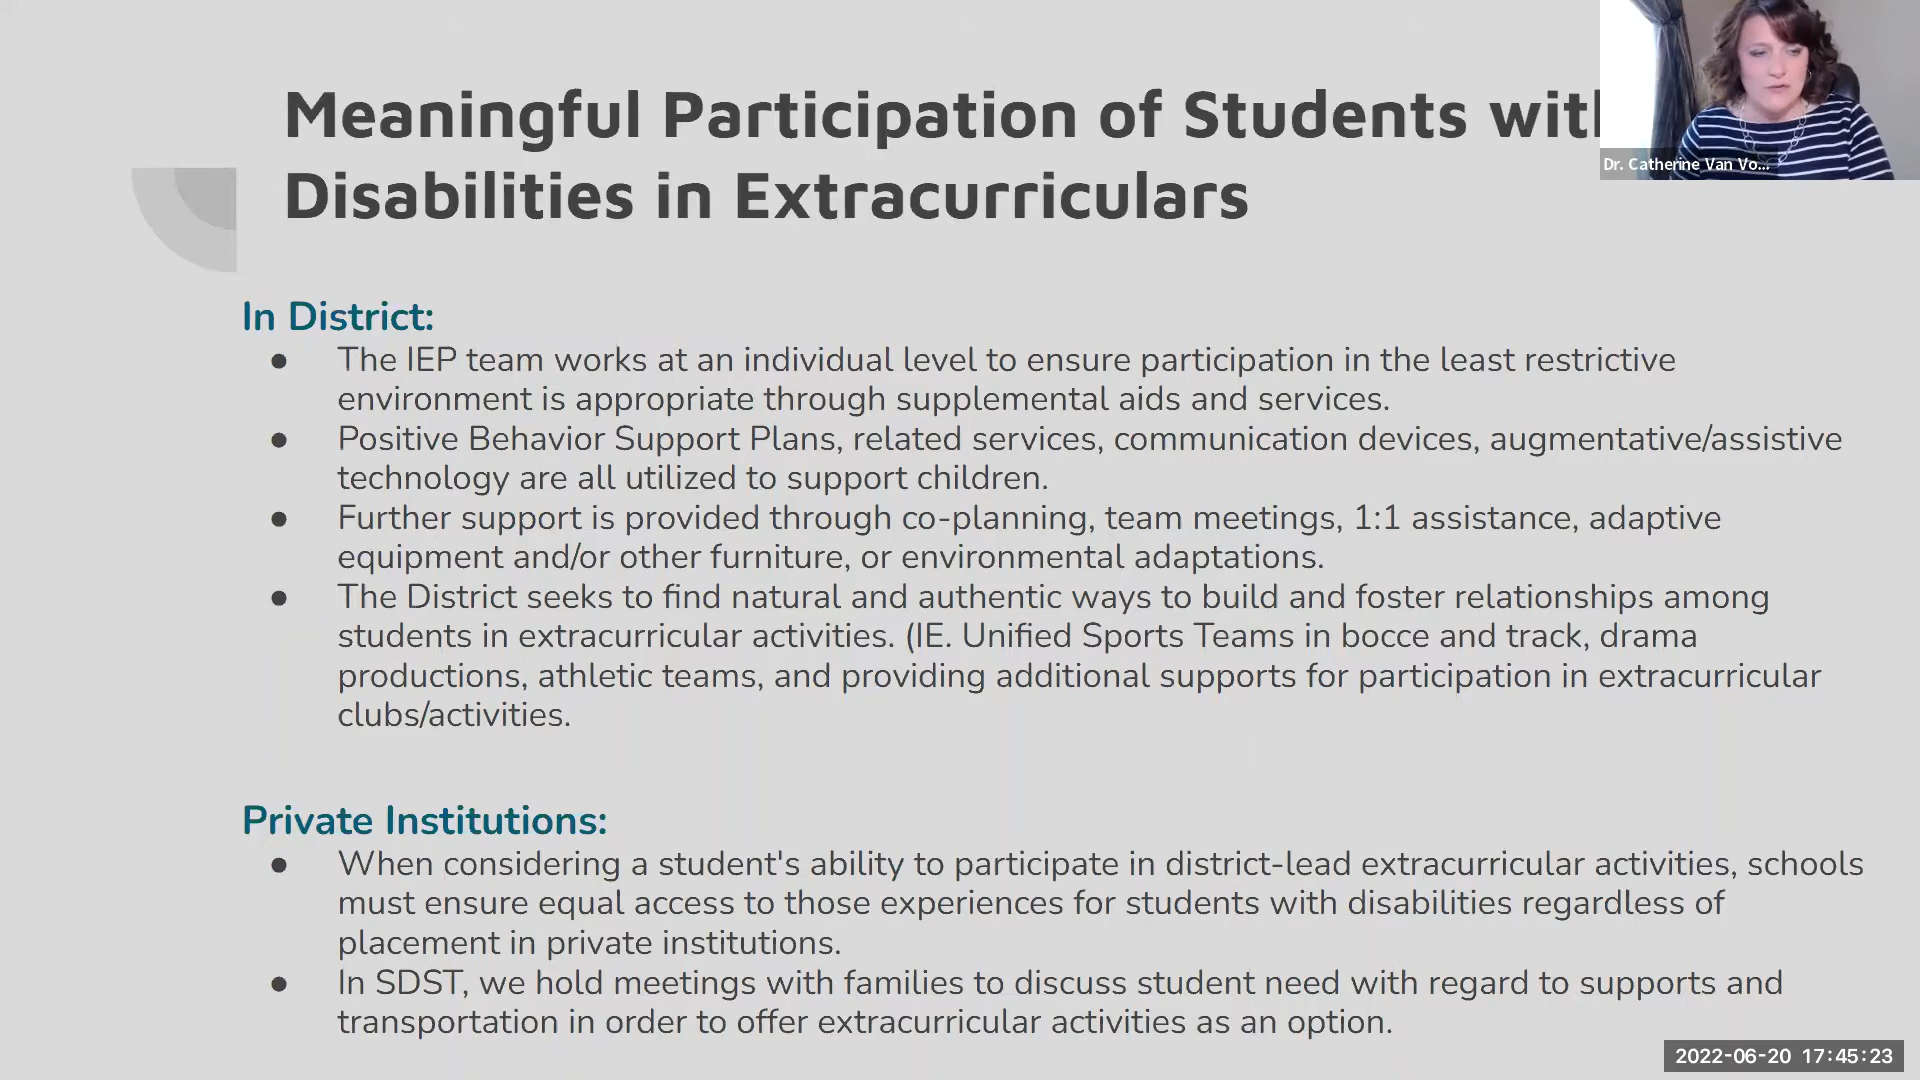 Meaningful Participation of Students with
Disabilities in Extracurriculars
Dr. Catherine Van Vo...
In District:
● The IEP team works at an individual level to ensure participation in the least restrictive
environment is appropriate through supplemental aids and services.
● Positive Behavior Support Plans, related services, communication devices, augmentative/assistive
technology are all utilized to support children.
● Further support is provided through co-planning, team meetings, 1:1 assistance, adaptive
equipment and/or other furniture, or environmental adaptations.
● The District seeks to find natural and authentic ways to build and foster relationships among
students in extracurricular activities. (IE. Unified Sports Teams in bocce and track, drama
productions, athletic teams, and providing additional supports for participation in extracurricular
clubs/activities.
Private Institutions:
● When considering a student's ability to participate in district-lead extracurricular activities, schools
must ensure equal access to those experiences for students with disabilities regardless of
placement in private institutions.
● In SDST, we hold meetings with families to discuss student need with regard to supports and
transportation in order to offer extracurricular activities as an option.
2022-06-20 17:45:23